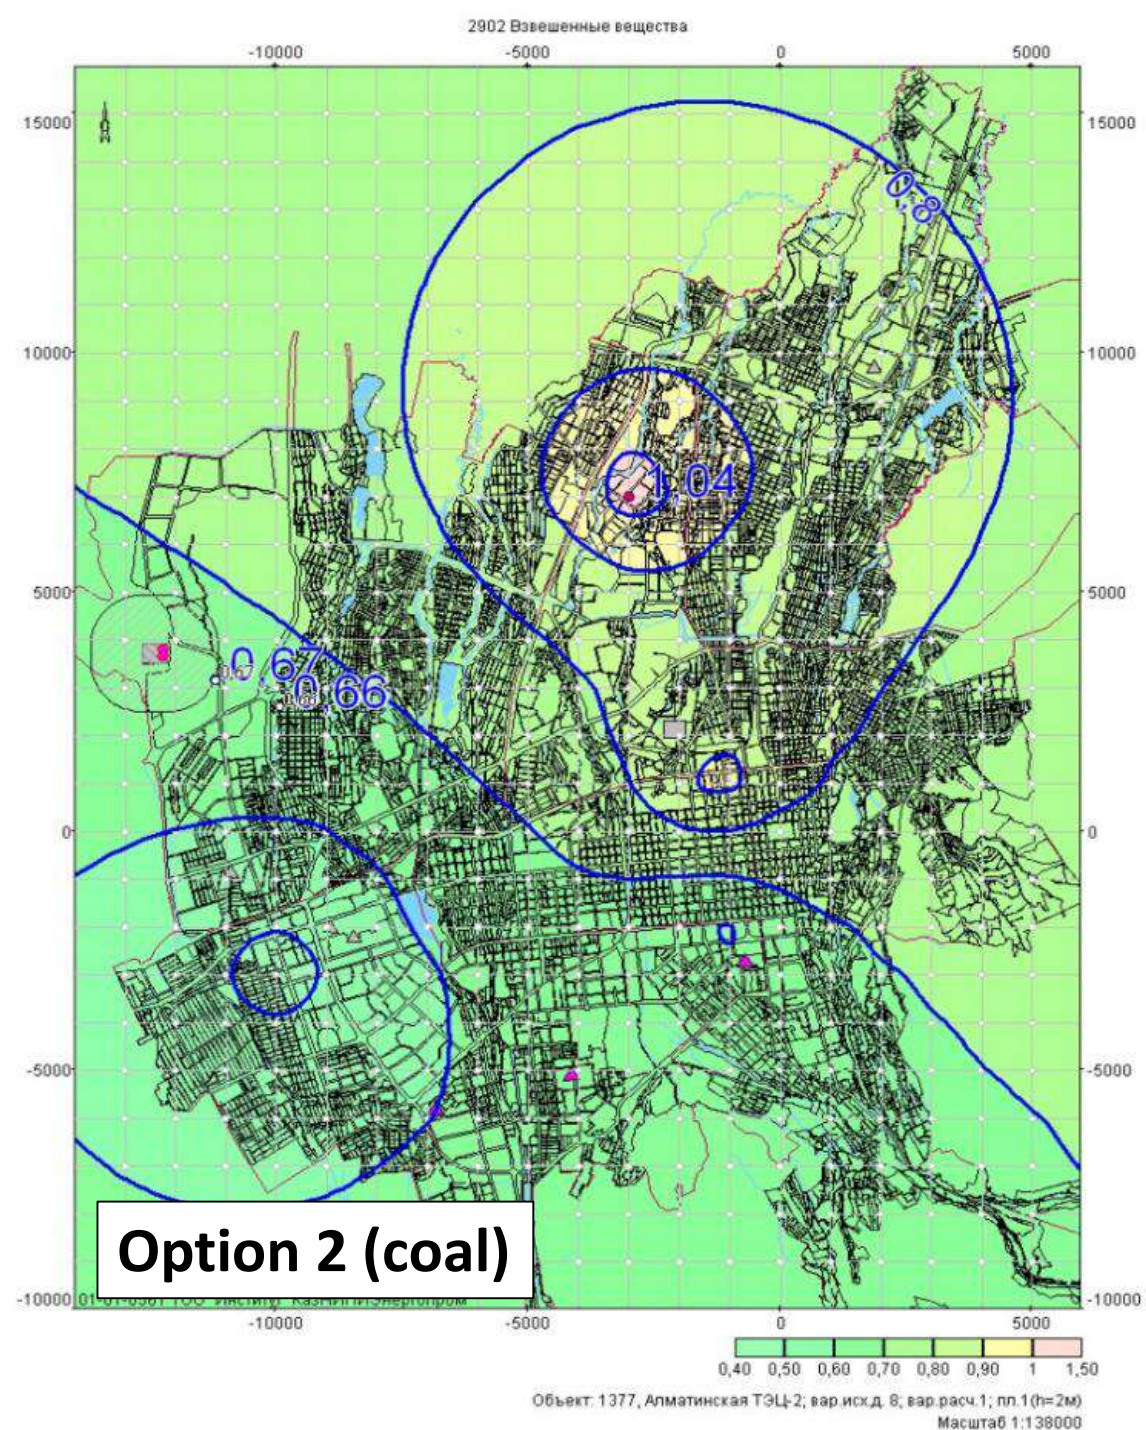 2902 Взвешенные вещества
-10000 -5000 0 5000
15000 15000
0,8
10000 10000
1,04
5000 5000
0,67
0,66
0 0
-5000 -5000
Option 2 (coal)
-10000 -10000
-10000 -5000 0 5000
0,40 0,50 0,60 0,70 0,80 0,90 1 1,50
Объект: 1377, Алматинская ТЭЦ-2; вар.исх.д. 8; вар.расч.1; пл.1(h=2м)
Масштаб 1:138000